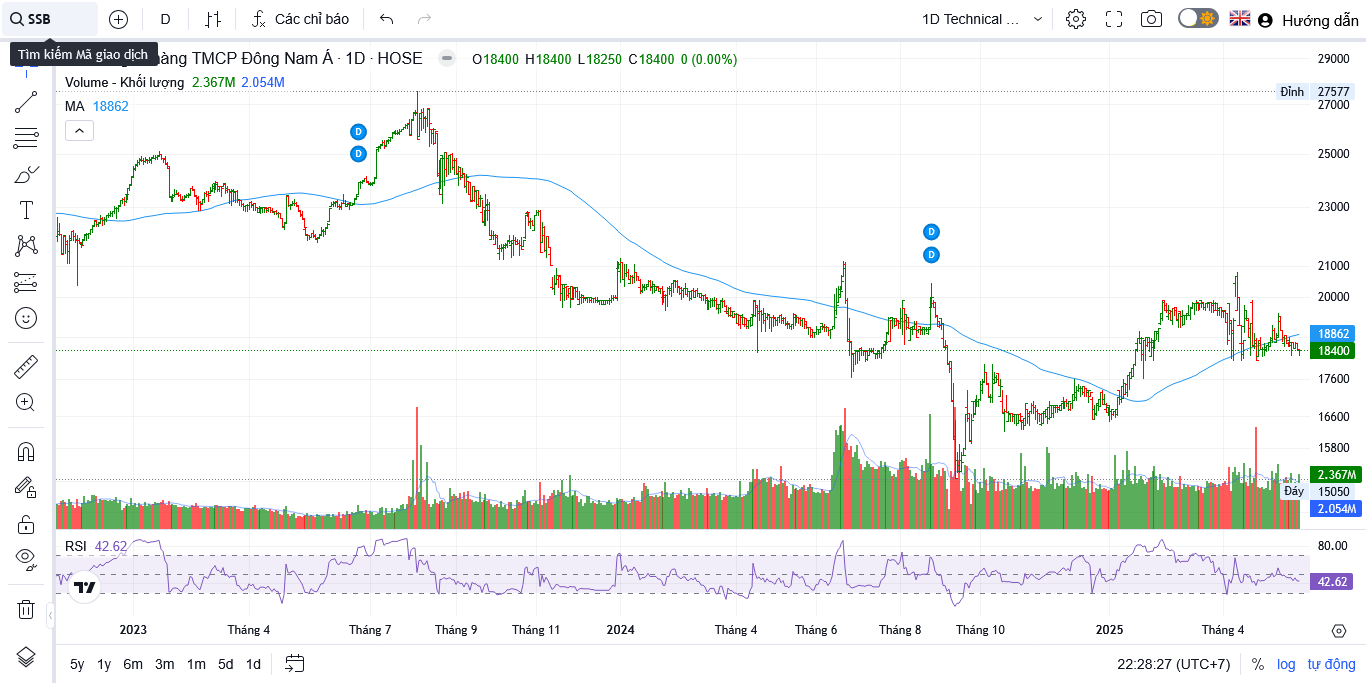 SSB D Các chỉ báo 1D Technical ... Hướng dẫn
Tìm kiếm Mã giao dịch
hàng TMCP Đông Nam Á · 1D · HOSE O18400 H18400 L18250 C18400 0 (0.00%)
Volume - Khối lượng 2.367M 2.054M
MA 18862
29000
Đỉnh 27577
27000
25000
23000
21000
20000
18862
18400
17600
16600
15800
2.367M
Đáy 15050
2.054M
D
D
D
D
RSI 42.62
80.00
42.62
2023 Tháng 4 Tháng 7 Tháng 9 Tháng 11 2024 Tháng 4 Tháng 6 Tháng 8 Tháng 10 2025 Tháng 4
5y 1y 6m 3m 1m 5d 1d 22:28:27 (UTC+7) % log tự động